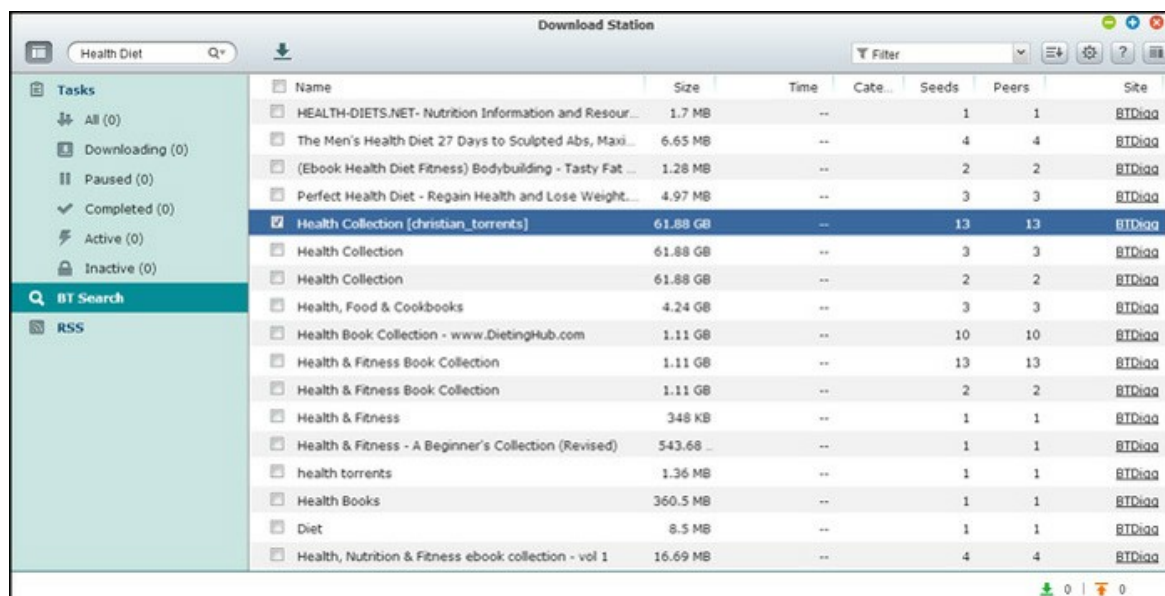 Download Station
Health Diet
Filter
?
Tasks
All (0)
Downloading (0)
Paused (0)
Completed (0)
Active (0)
Inactive (0)
BT Search
RSS
Name Size Time Cate... Seeds Peers Site
HEALTH-DIETS.NET- Nutrition Information and Resour... 1.7 MB -- 1 1 BTDigg
The Men's Health Diet 27 Days to Sculpted Abs, Maxi... 6.65 MB -- 4 4 BTDigg
(Ebook Health Diet Fitness) Bodybuilding - Tasty Fat ... 1.28 MB -- 2 2 BTDigg
Perfect Health Diet - Regain Health and Lose Weight.... 4.97 MB -- 3 3 BTDigg
Health Collection [christian_torrents] 61.88 GB -- 13 13 BTDigg
Health Collection 61.88 GB -- 3 3 BTDigg
Health Collection 61.88 GB -- 2 2 BTDigg
Health, Food & Cookbooks 4.24 GB -- 3 3 BTDigg
Health Book Collection - www.DietingHub.com 1.11 GB -- 10 10 BTDigg
Health & Fitness Book Collection 1.11 GB -- 13 13 BTDigg
Health & Fitness Book Collection 1.11 GB -- 2 2 BTDigg
Health & Fitness 348 KB -- 1 1 BTDigg
Health & Fitness - A Beginner's Collection (Revised) 543.68 ... -- 1 1 BTDigg
health torrents 1.36 MB -- 1 1 BTDigg
Health Books 360.5 MB -- 1 1 BTDigg
Diet 8.5 MB -- 1 1 BTDigg
Health, Nutrition & Fitness ebook collection - vol 1 16.69 MB -- 4 4 BTDigg
0 | 0